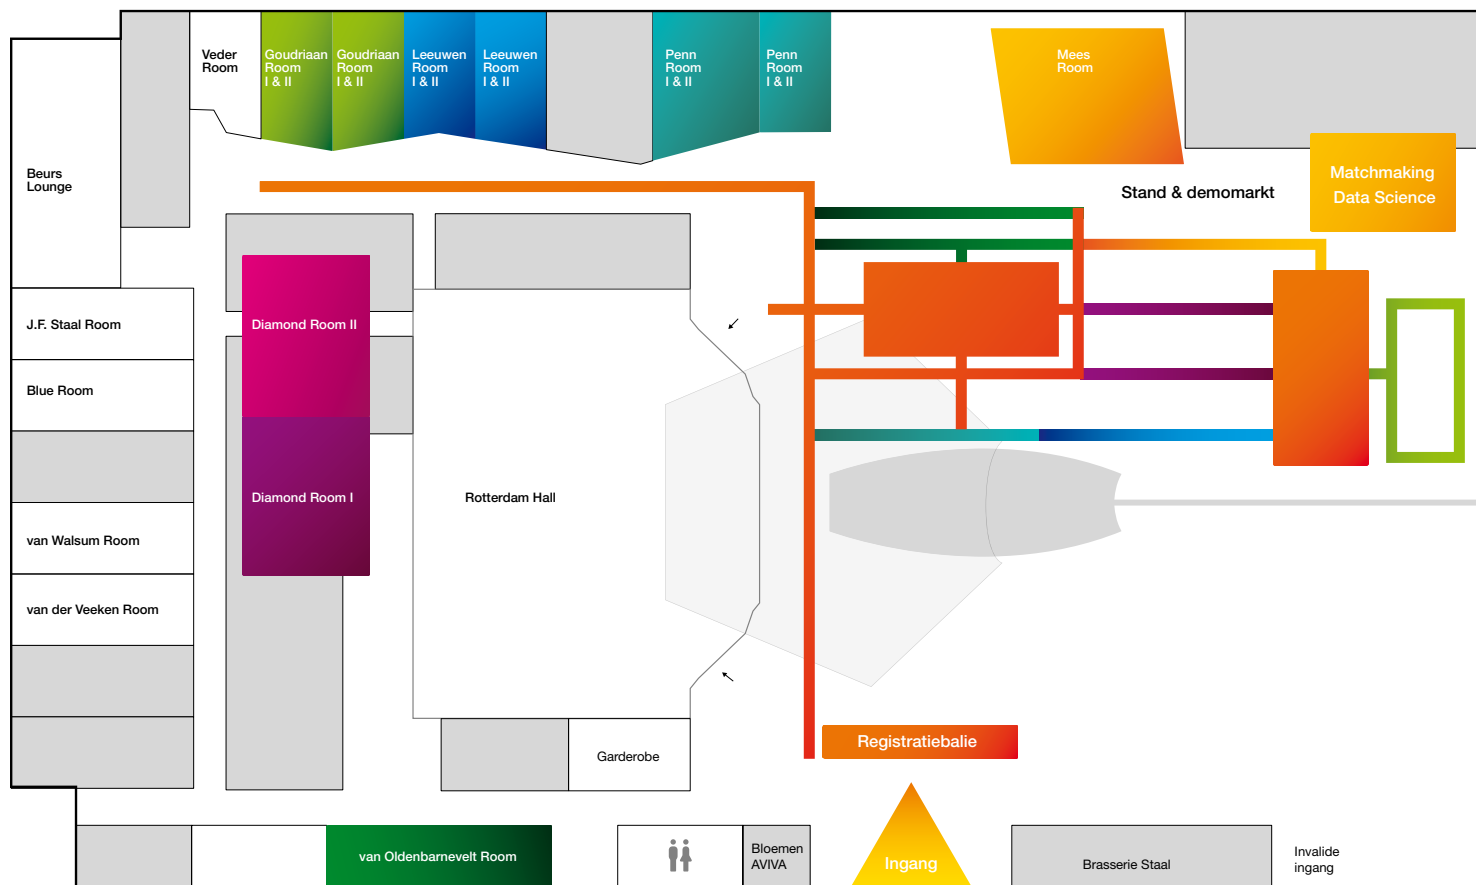 Veder
Room
Goudriaan
Room
I & II
Goudriaan
Room
I & II
Leeuwen
Room
I & II
Leeuwen
Room
I & II
Penn
Room
I & II
Penn
Room
I & II
Mees
Room
Beurs
Lounge
Stand & demomarkt
Matchmaking
Data Science
J.F. Staal Room
Diamond Room II
Blue Room
Diamond Room I
Rotterdam Hall
van Walsum Room
van der Veeken Room
Garderobe
Registratiebalie
van Oldenbarnevelt Room
Bloemen
AVIVA
Ingang
Brasserie Staal
Invalide
ingang